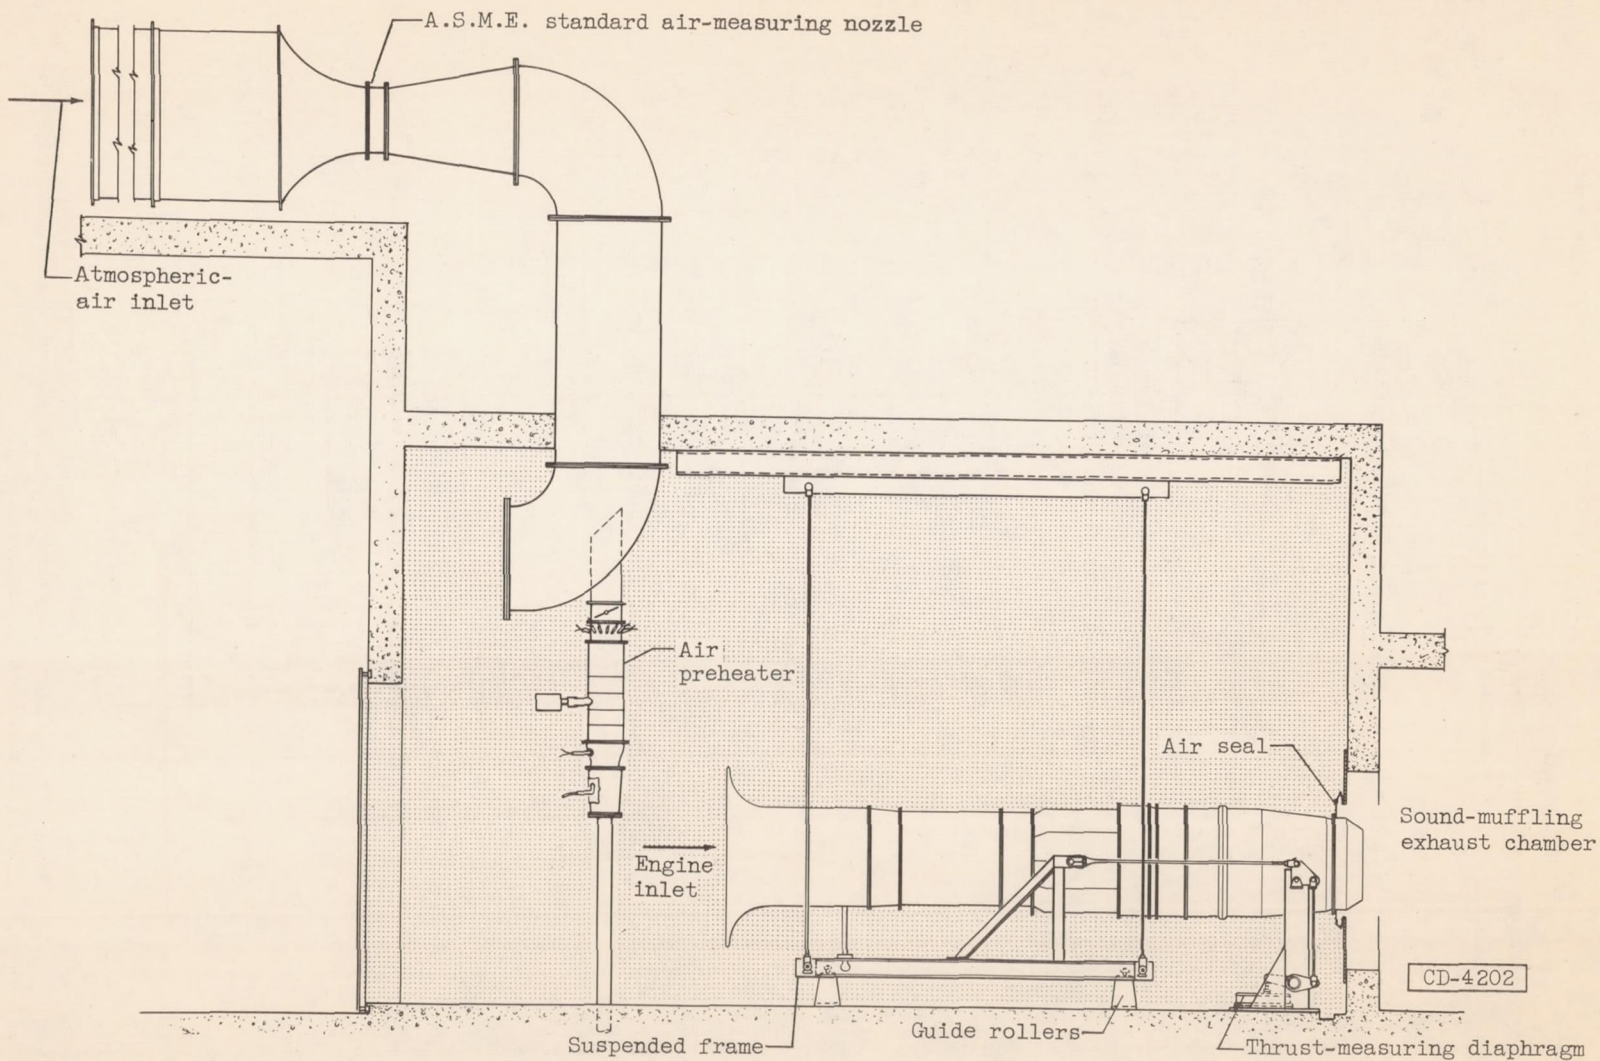 A.S.M.E. standard air-measuring nozzle
Atmospheric-
air inlet
Air
preheater
Air seal
Sound-muffling
exhaust chamber
Engine
inlet
CD-4202
Guide rollers
Suspended frame
Thrust-measuring diaphragm